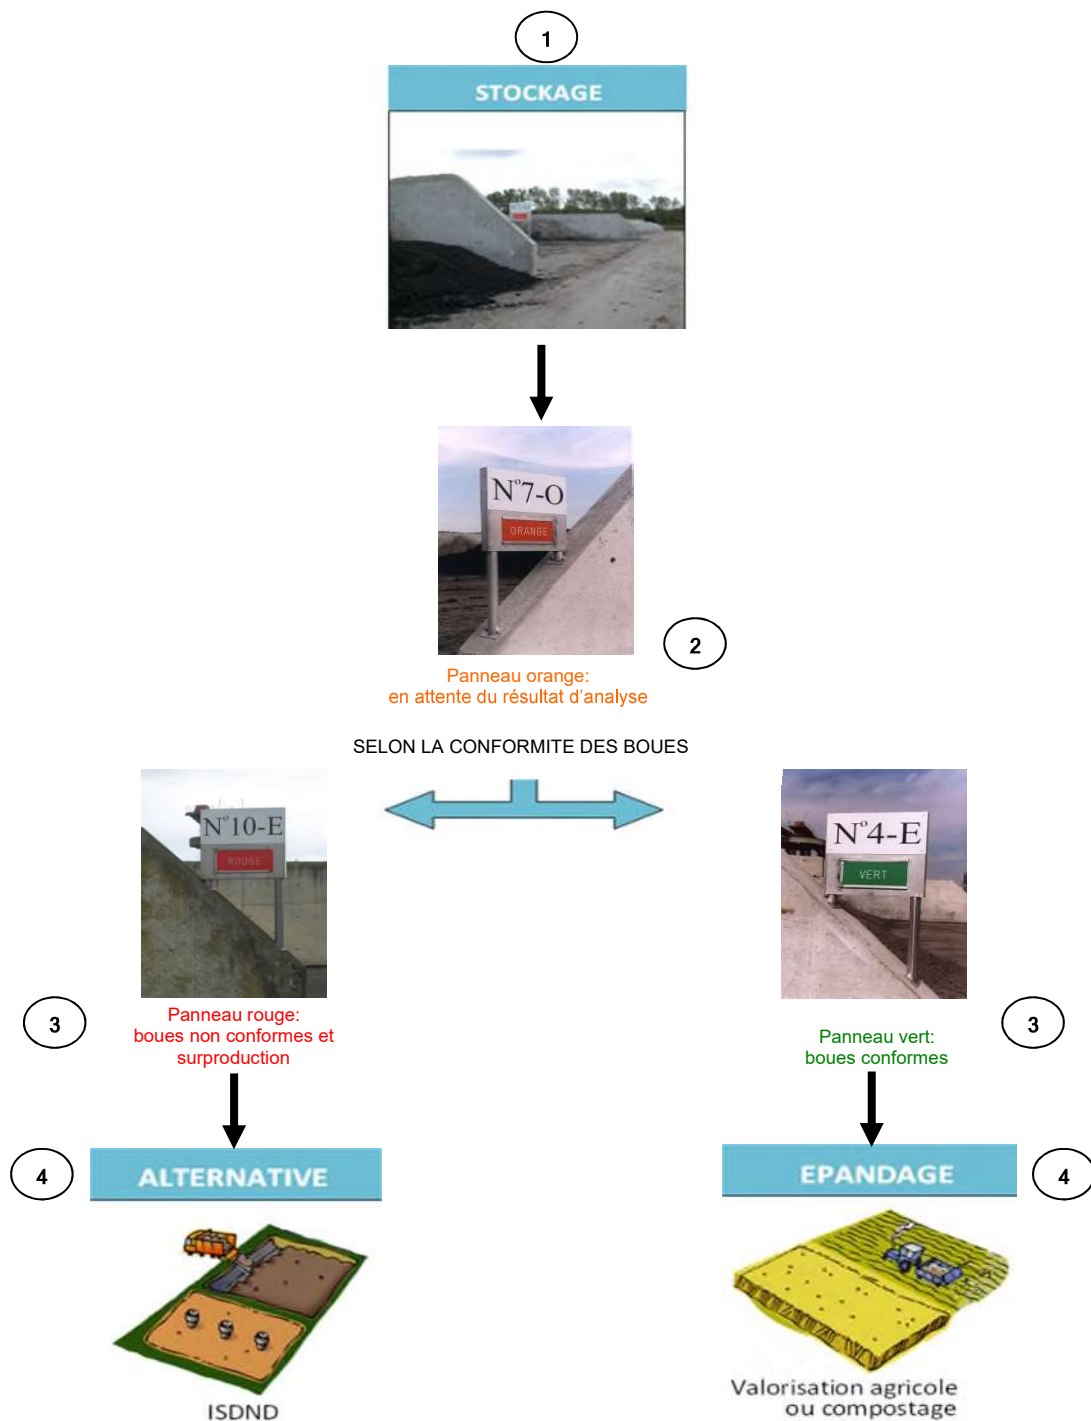 1
STOCKAGE
N°7-O
ORANGE
2
Panneau orange:
en attente du résultat d'analyse
SELON LA CONFORMITE DES BOUES
N°10-E
ROUGE
N°4-E
VERT
3
Panneau rouge:
boues non conformes et
surproduction
3
Panneau vert:
boues conformes
4
ALTERNATIVE
EPANDAGE
4
ISDND
Valorisation agricole
ou compostage